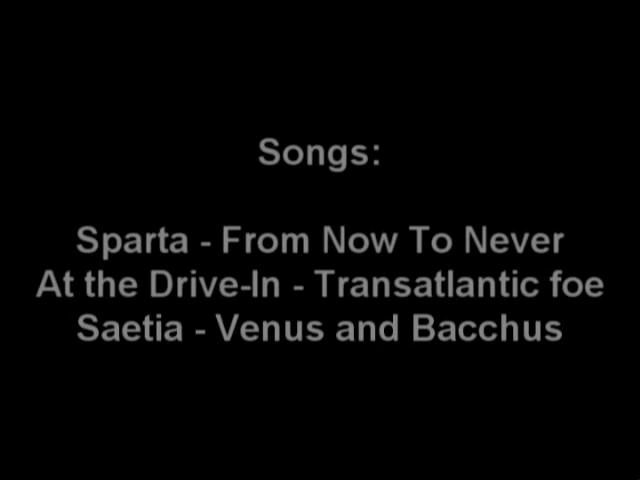 Songs:
Sparta - From Now To Never
At the Drive-In - Transatlantic foe
Saetia - Venus and Bacchus